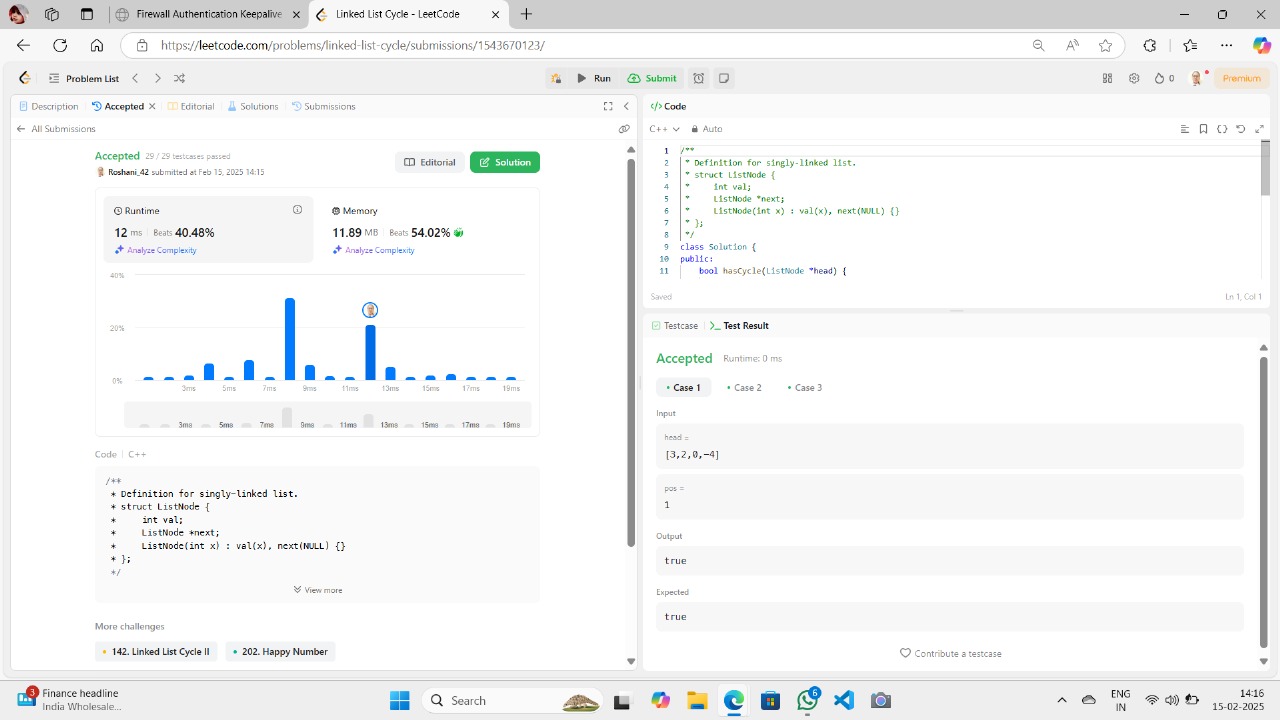 Firewall Authentication Keepalive
Linked List Cycle - LeetCode
https://leetcode.com/problems/linked-list-cycle/submissions/1543670123/
Problem List
Run
Submit
0
Premium
Description
Accepted
Editorial
Solutions
Submissions
All Submissions
Accepted 29 / 29 testcases passed
Roshani_42 submitted at Feb 15, 2025 14:15
Editorial
Solution
Runtime
12 ms | Beats 40.48%
Analyze Complexity
Memory
11.89 MB | Beats 54.02%
Analyze Complexity
40%
20%
0%
3ms 5ms 7ms 9ms 11ms 13ms 15ms 17ms 19ms
3ms 5ms 7ms 9ms 11ms 13ms 15ms 17ms 19ms
Code | C++
/**
* Definition for singly-linked list.
* struct ListNode {
*     int val;
*     ListNode *next;
*     ListNode(int x) : val(x), next(NULL) {}
* };
*/
View more
More challenges
142. Linked List Cycle II
202. Happy Number
</> Code
C++
Auto
1 /**
2 * Definition for singly-linked list.
3 * struct ListNode {
4 *     int val;
5 *     ListNode *next;
6 *     ListNode(int x) : val(x), next(NULL) {}
7 * };
8 */
9 class Solution {
10 public:
11     bool hasCycle(ListNode *head) {
Saved
Ln 1, Col 1
Testcase
Test Result
Accepted Runtime: 0 ms
Case 1
Case 2
Case 3
Input
head =
[3,2,0,-4]
pos =
1
Output
true
Expected
true
Contribute a testcase
3
Finance headline
India Wholesale...
Search
6
ENG
IN
14:16
15-02-2025